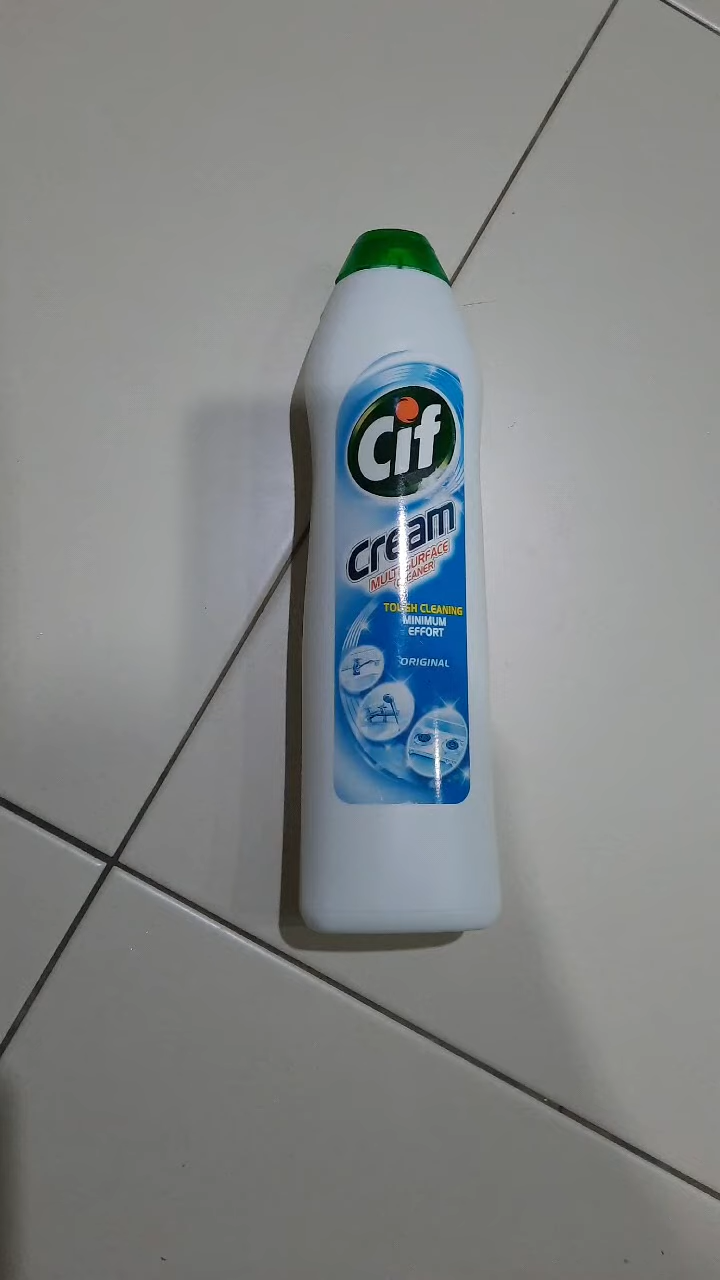 Cif
Cream
MULTI SURFACE
CLEANER
TOUGH CLEANING
MINIMUM
EFFORT
ORIGINAL